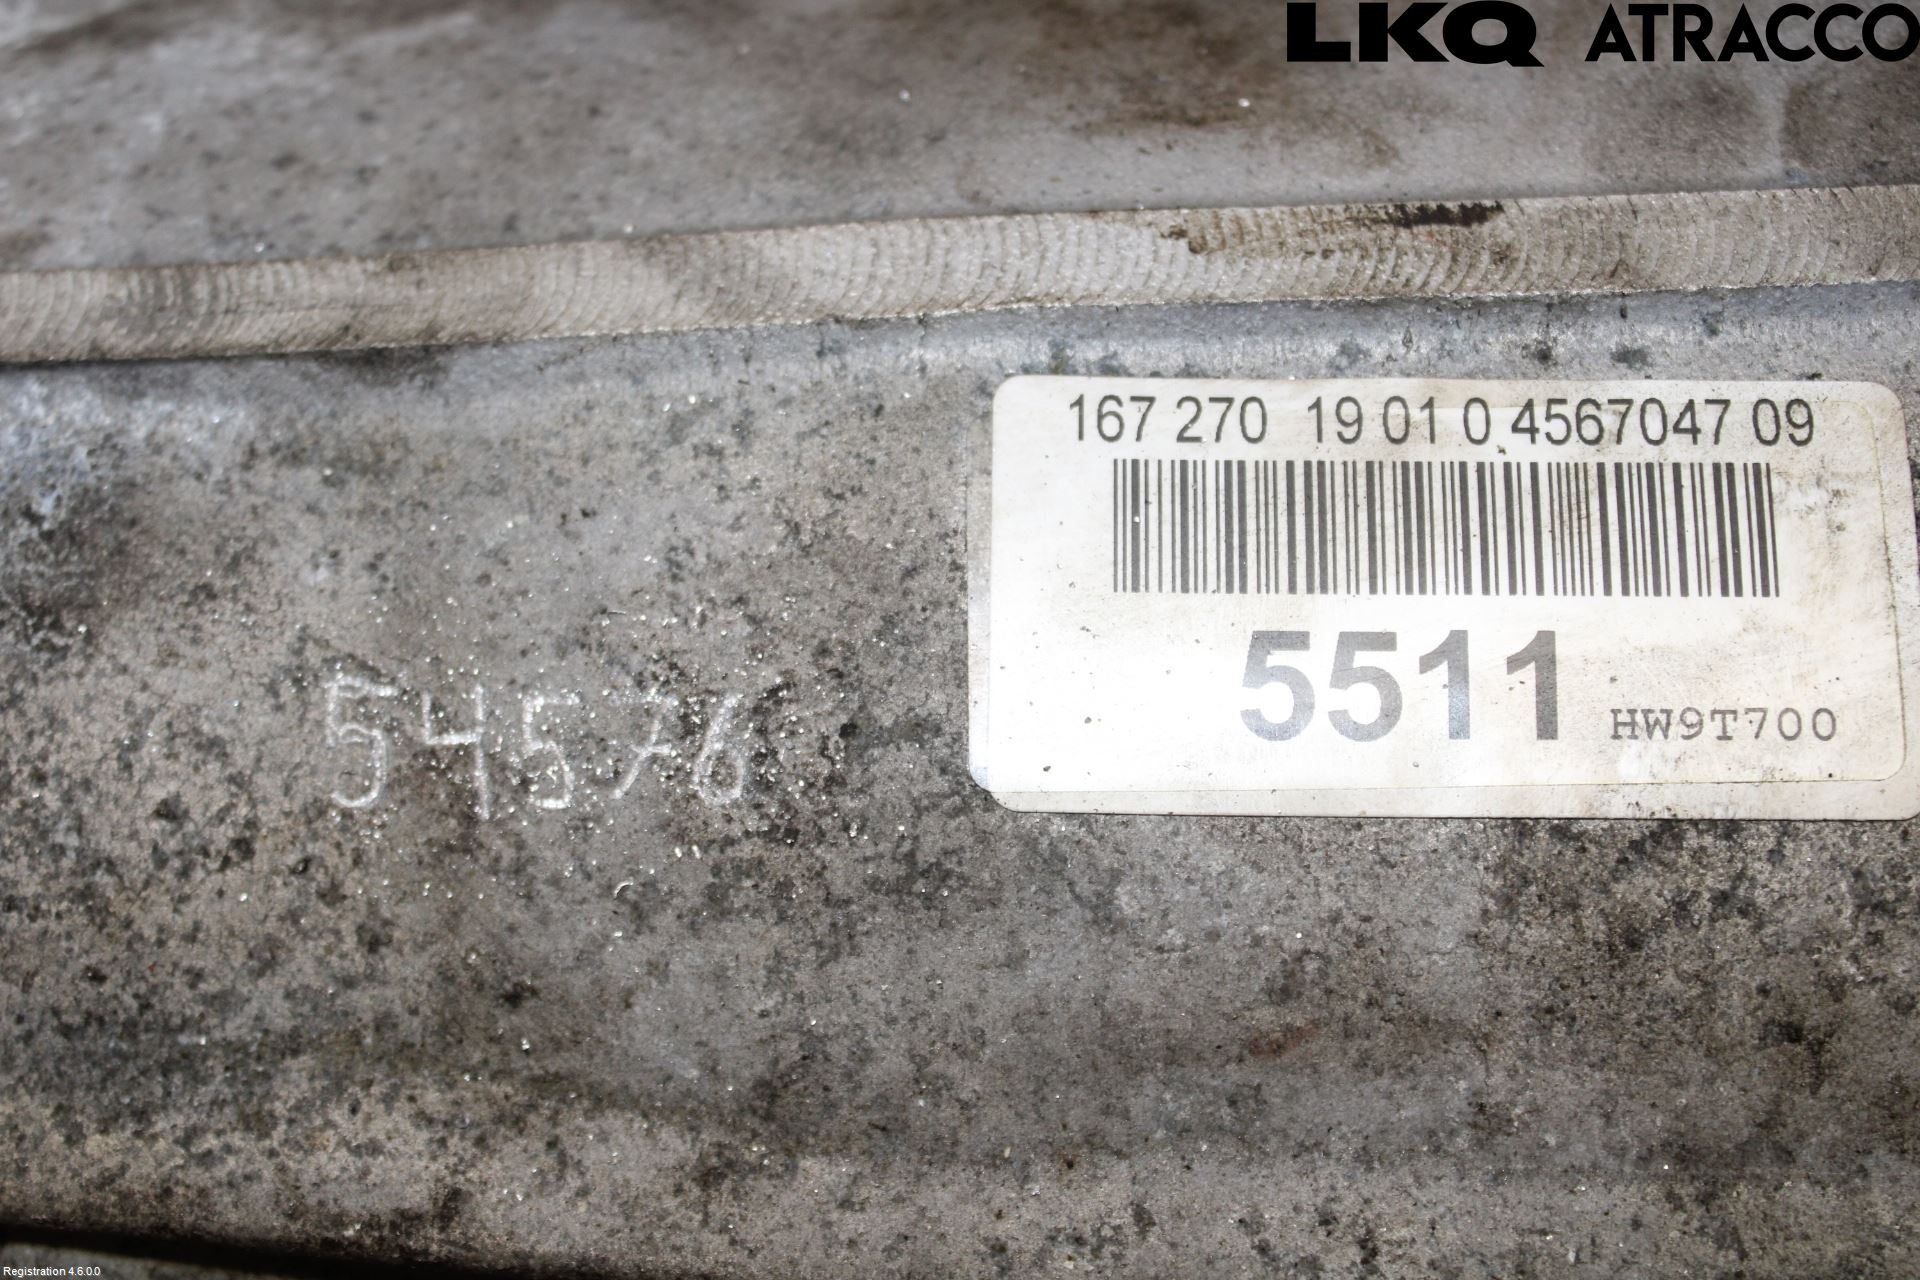 LKQ ATRACCO
167 270 19 01 0 4567047 09
5511 HW9T700
54576
Registration 4.6.0.0